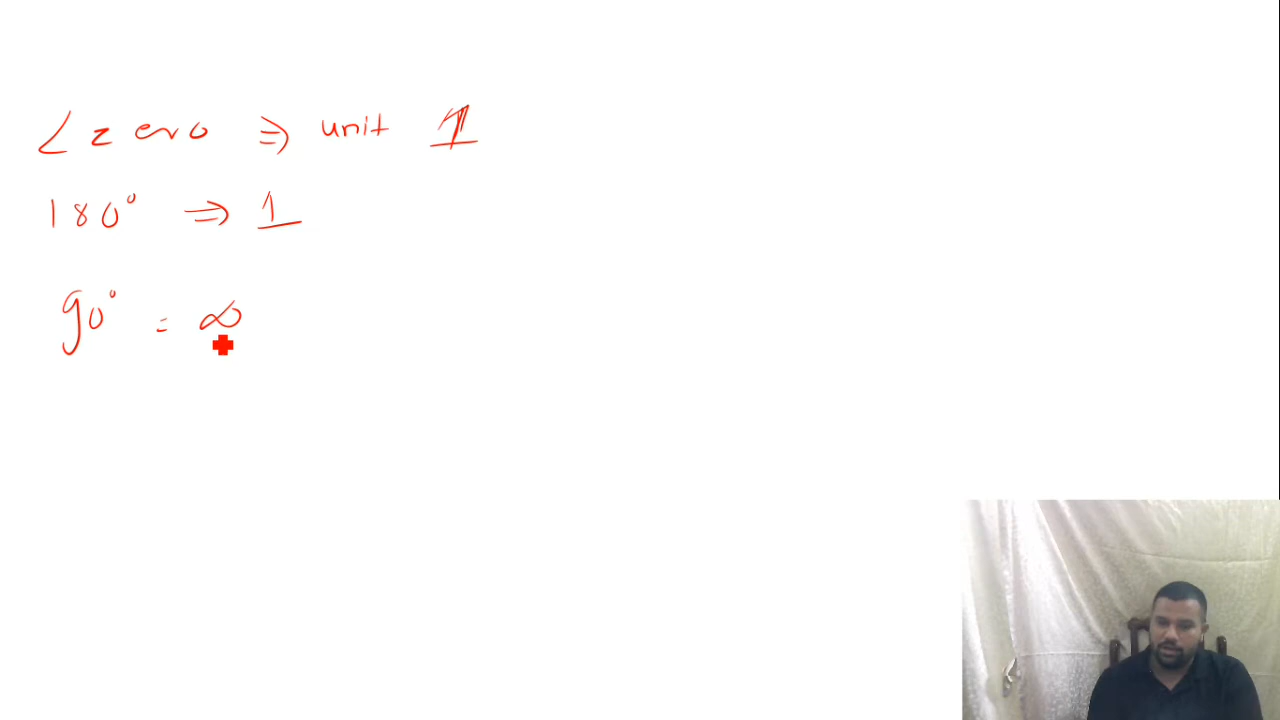 ∠ zero ⇒ unit 1
180° ⇒ 1
90° = ∞